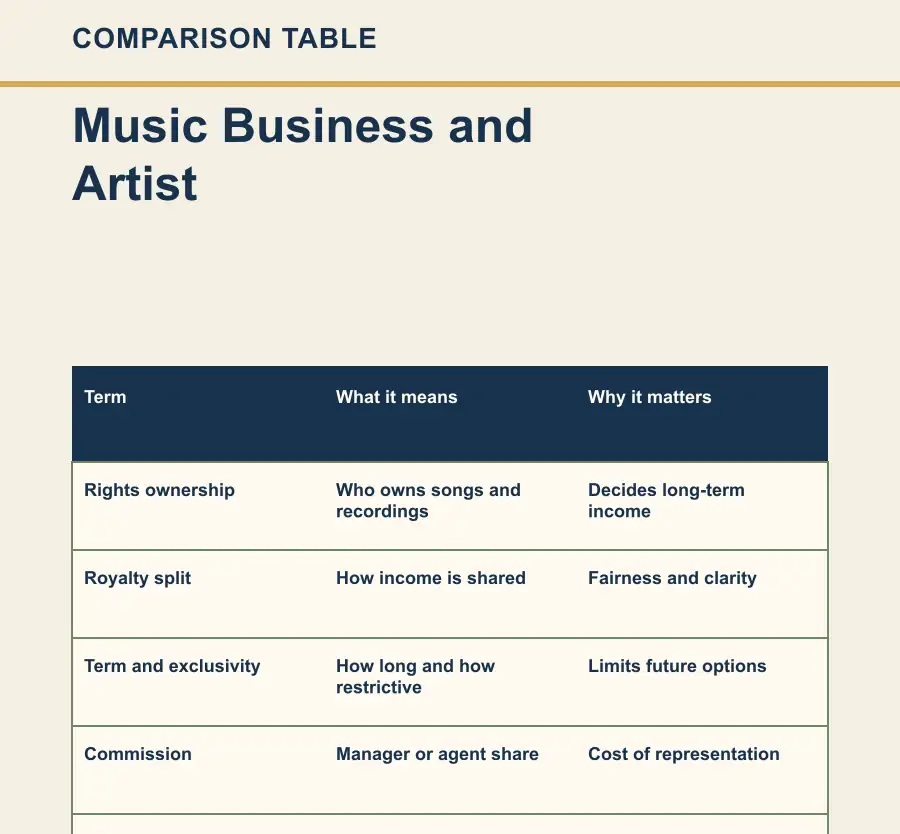 COMPARISON TABLE
Music Business and
Artist
Term What it means Why it matters
Rights ownership Who owns songs and recordings Decides long-term income
Royalty split How income is shared Fairness and clarity
Term and exclusivity How long and how restrictive Limits future options
Commission Manager or agent share Cost of representation